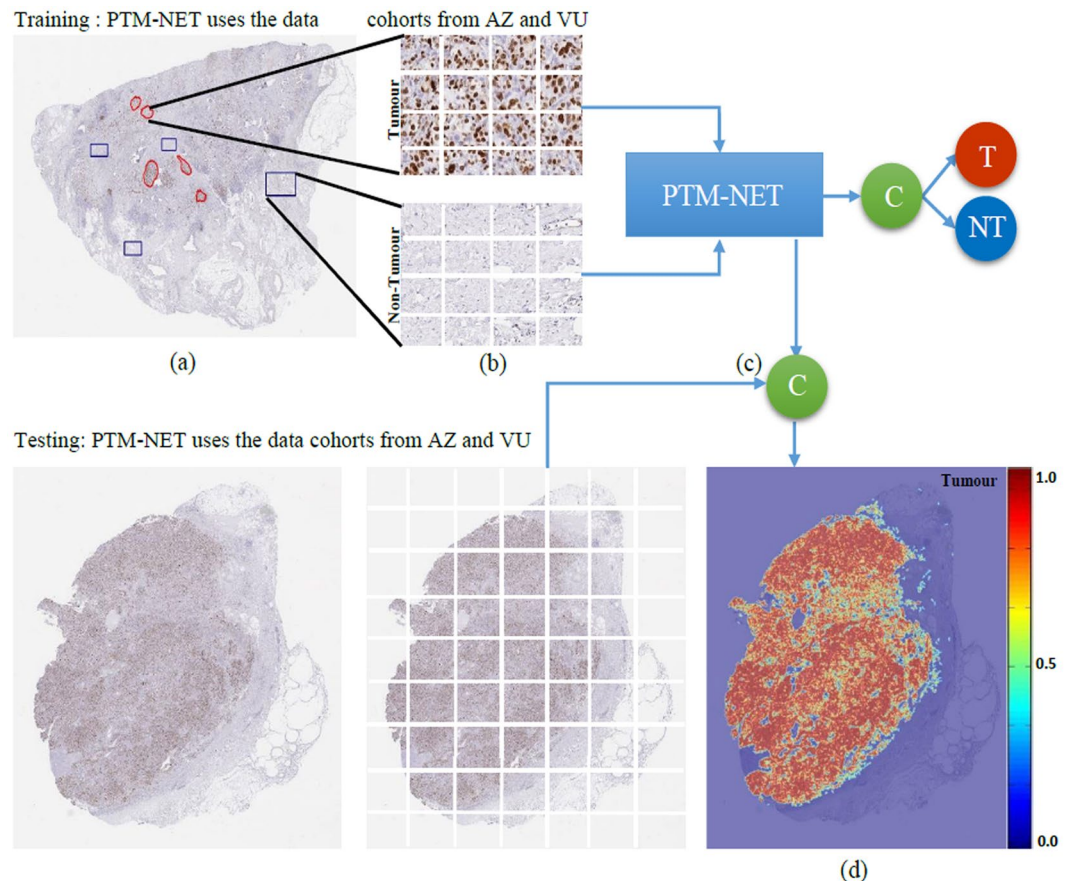 Training : PTM-NET uses the data cohorts from AZ and VU
Tumour
Non-Tumour
PTM-NET
C
T
NT
(a)
(b)
(c)
C
Testing: PTM-NET uses the data cohorts from AZ and VU
Tumour
1.0
0.5
0.0
(d)